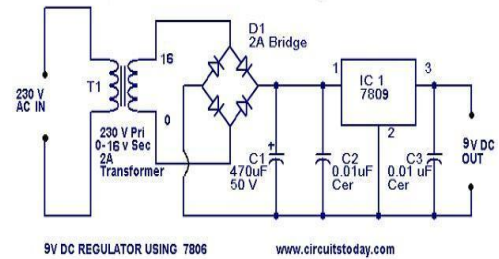 D1
2A Bridge
16
T1
230 V
AC IN
0
230 V Pri
0-16 v Sec
2A
Transformer
1
IC 1
7809
3
2
+
C1
470uF
50 V
C2
0.01uF
Cer
C3
0.01 uF
Cer
9V DC
OUT
9V DC REGULATOR USING 7806
www.circuitstoday.com